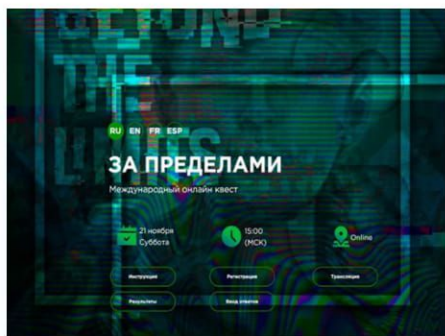 BEYOND
THE
LIMITS
RU EN FR ESP
ЗА ПРЕДЕЛАМИ
Международный онлайн квест
21 ноября
Суббота
15:00
(МСК)
Online
Инструкция
Регистрация
Трансляция
Результаты
Ввод ответов